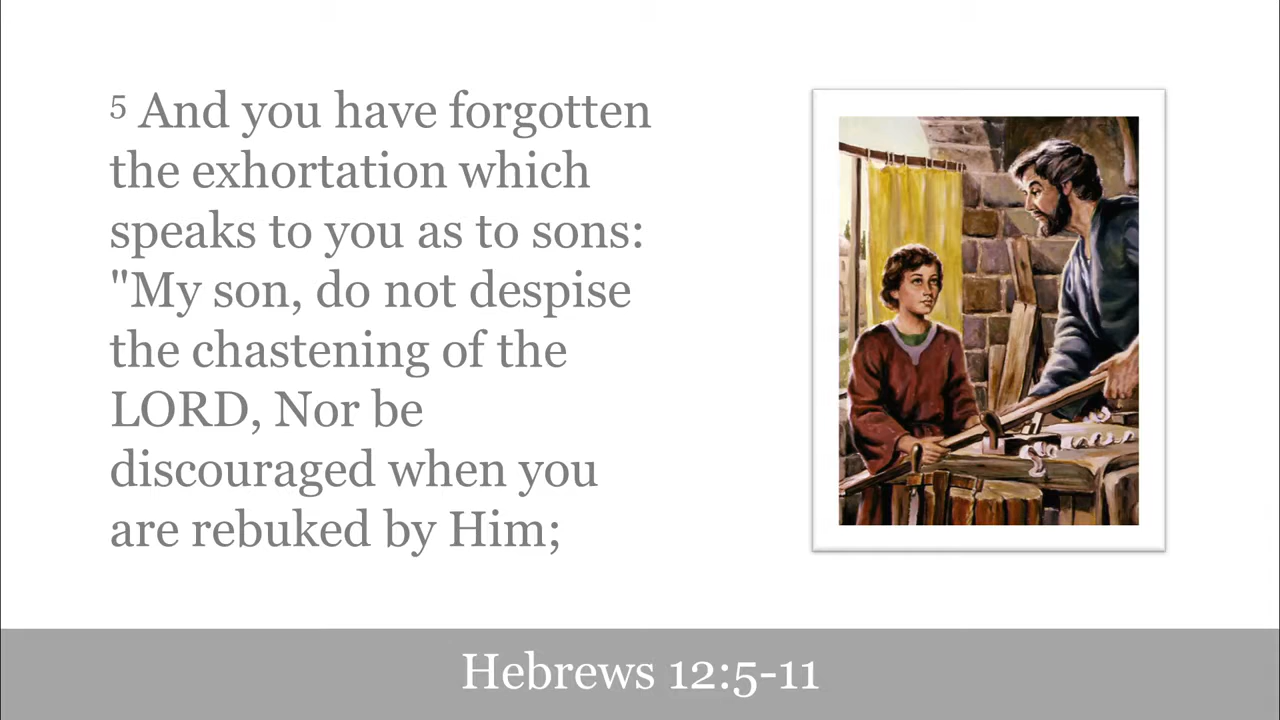 5 And you have forgotten
the exhortation which
speaks to you as to sons:
"My son, do not despise
the chastening of the
LORD, Nor be
discouraged when you
are rebuked by Him;
Hebrews 12:5-11